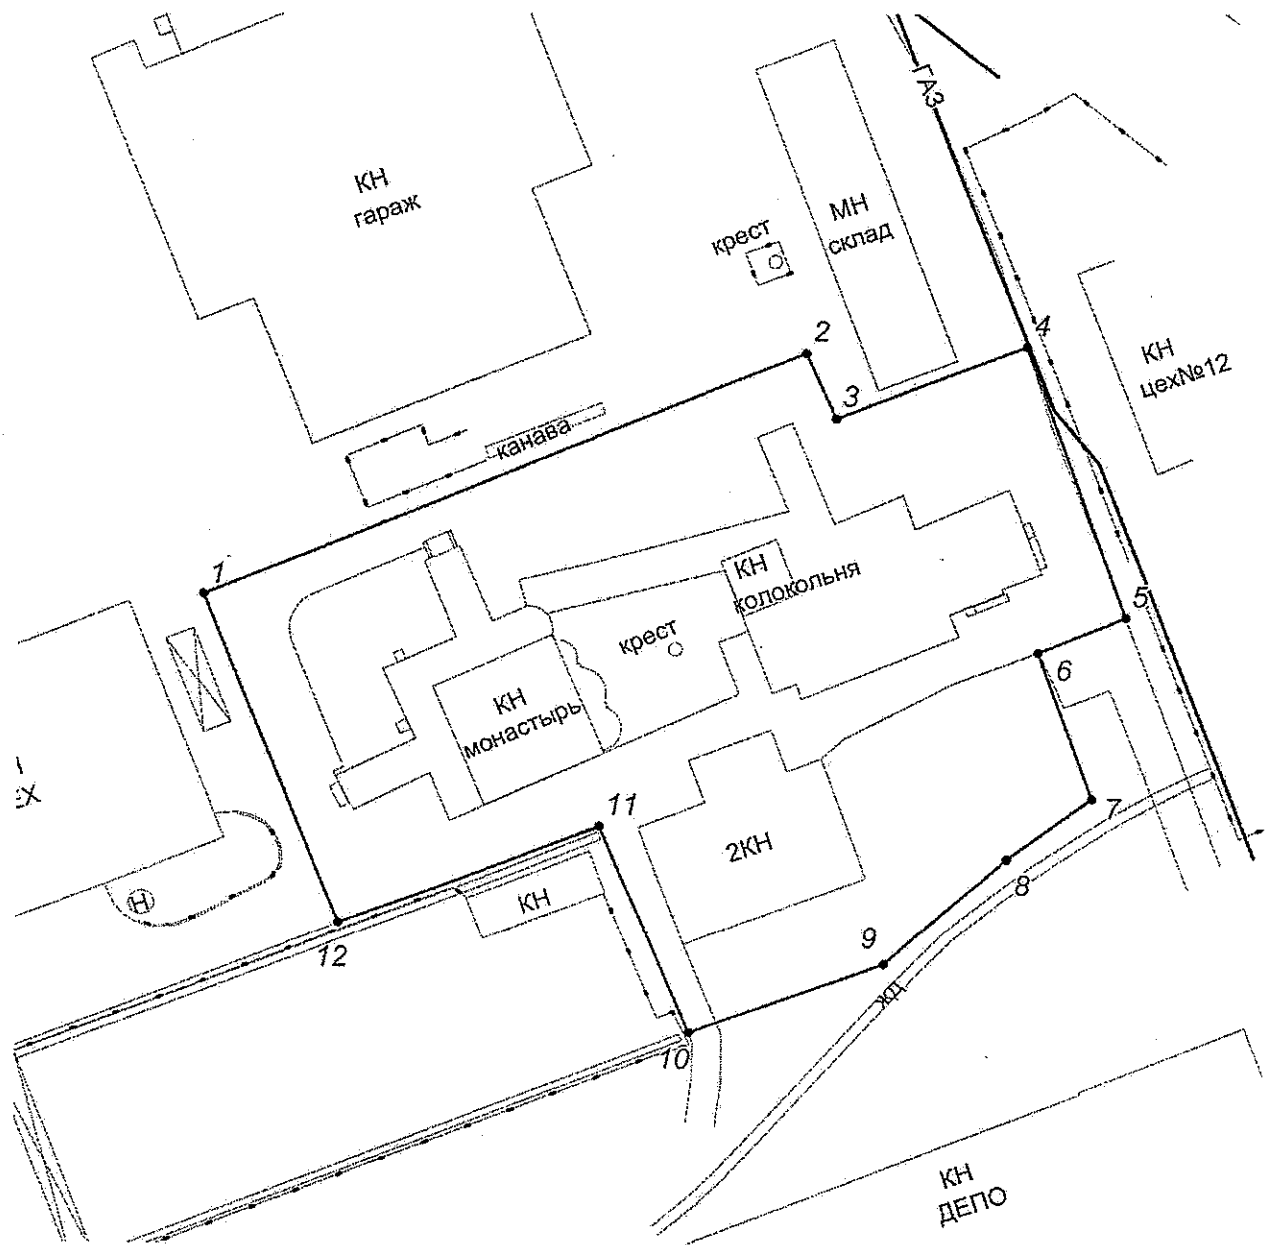 ГАЗ
КН
гараж
МН
склад
крест
2
4
3
КН
цех№12
канава
1
КН
колокольня
5
крест
6
КН
монастырь
ЕХ
11
7
2КН
8
Н
КН
12
9
жд
10
КН
ДЕПО